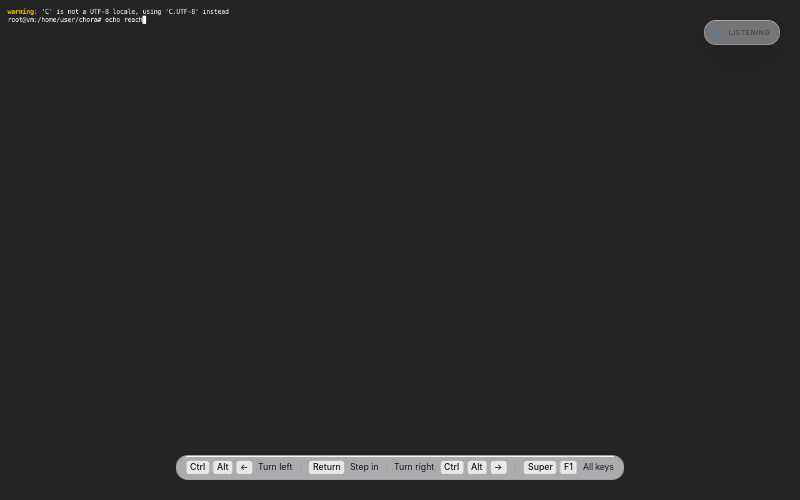 warning: 'C' is not a UTF-8 locale, using 'C.UTF-8' instead
root@vm:/home/user/chora# echo reach
LISTENING
Ctrl Alt ← Turn left Return Step in Turn right Ctrl Alt → Super F1 All keys